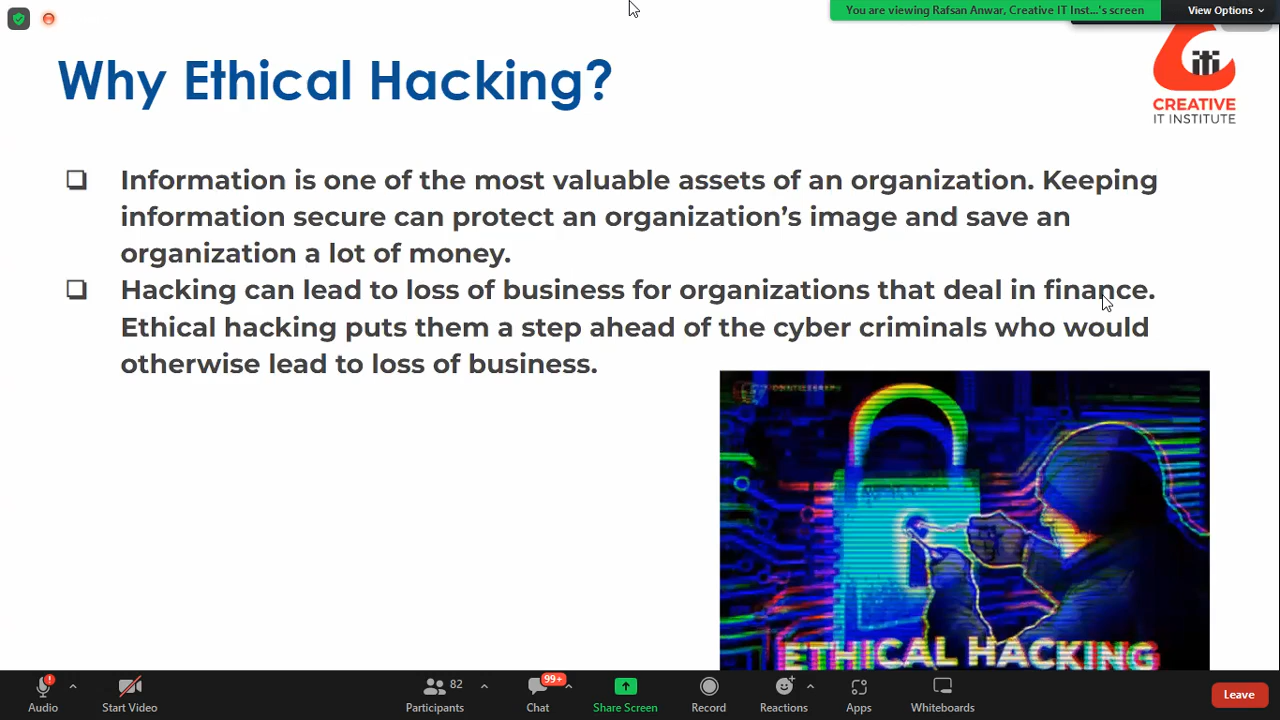 You are viewing Rafsan Anwar, Creative IT Inst...'s screen
View Options
Why Ethical Hacking?
CREATIVE
IT INSTITUTE
❏ Information is one of the most valuable assets of an organization. Keeping
information secure can protect an organization’s image and save an
organization a lot of money.
❏ Hacking can lead to loss of business for organizations that deal in finance.
Ethical hacking puts them a step ahead of the cyber criminals who would
otherwise lead to loss of business.
ETHICAL HACKING
82
99+
Audio
Start Video
Participants
Chat
Share Screen
Record
Reactions
Apps
Whiteboards
Leave